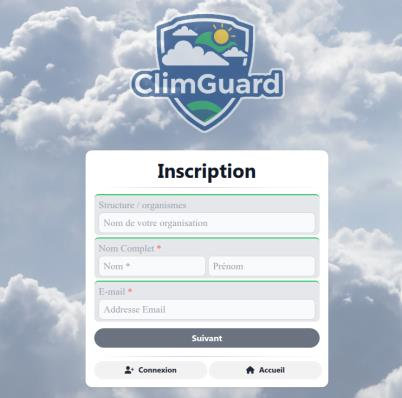 ClimGuard
Inscription
Structure / organismes
Nom de votre organisation
Nom Complet *
Nom * Prénom
E-mail *
Addresse Email
Suivant
Connexion Accueil